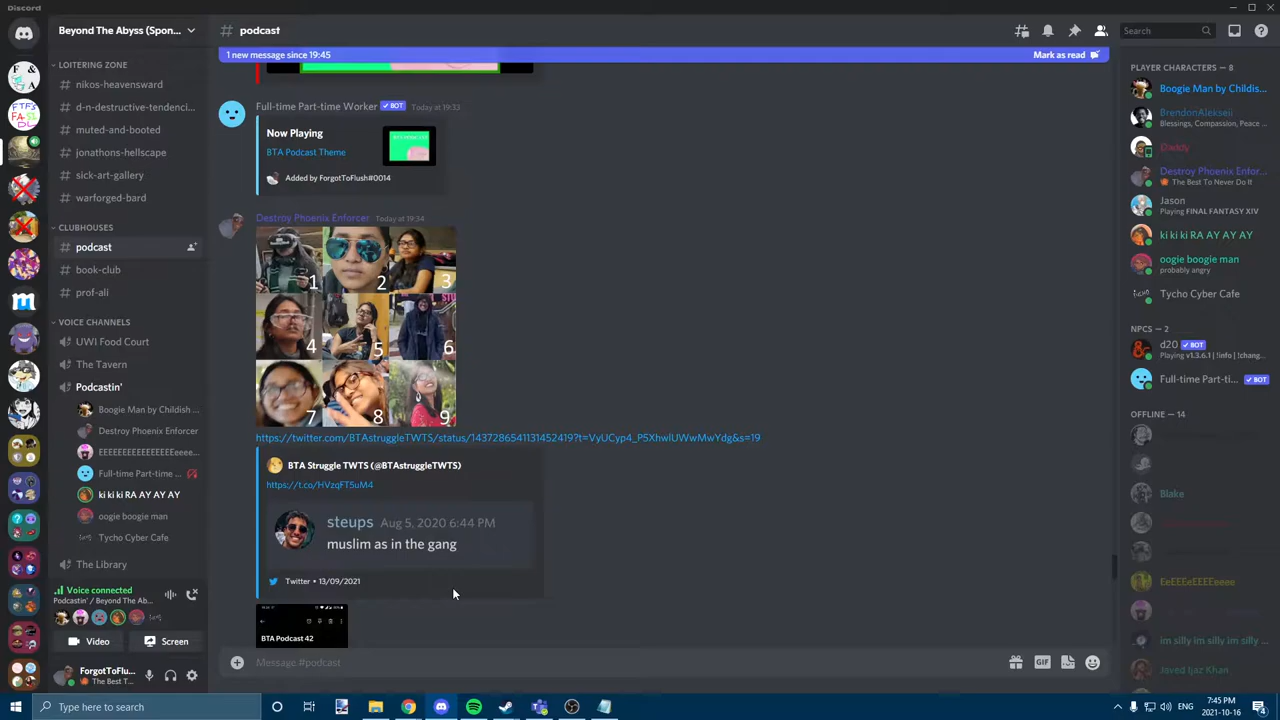 Discord
Beyond The Abyss (Spon...
# podcast
Search
1 new message since 19:45
Mark as read
LOITERING ZONE
# nikos-heavensward
# d-n-destructive-tendenci...
# muted-and-booted
# jonathons-hellscape
# sick-art-gallery
# warforged-bard
CLUBHOUSES
# podcast
# book-club
# prof-ali
VOICE CHANNELS
UWI Food Court
The Tavern
Podcastin'
Boogie Man by Childish ...
Destroy Phoenix Enforcer
EEEEEEEEEEEEEEeeee...
Full-time Part-time ...
ki ki ki RA AY AY AY
oogie boogie man
Tycho Cyber Cafe
The Library
Voice connected
Podcastin' / Beyond The Ab...
Video
Screen
ForgotToFlu...
The Best T...
Full-time Part-time Worker BOT Today at 19:33
Now Playing
BTA Podcast Theme
Added by ForgotToFlush#0014
Destroy Phoenix Enforcer Today at 19:34
1 2 3
4 5 6
7 8 9
https://twitter.com/BTAstruggleTWTS/status/1437286541131452419?t=VyUCyp4_P5XhwlUWwMwYdg&s=19
BTA Struggle TWTS (@BTAstruggleTWTS)
https://t.co/HVzqFT5uM4
steups Aug 5, 2020 6:44 PM
muslim as in the gang
Twitter • 13/09/2021
BTA Podcast 42
Message #podcast
GIF
PLAYER CHARACTERS — 8
Boogie Man by Childis...
BrendonAlekseii
Blessings, Compassion, Peace ...
Daddy
Destroy Phoenix Enfor...
The Best To Never Do It
Jason
Playing FINAL FANTASY XIV
ki ki ki RA AY AY AY
oogie boogie man
probably angry
Tycho Cyber Cafe
NPCS — 2
d20 BOT
Playing v1.3.6.1 | !info | !chang...
Full-time Part-ti... BOT
OFFLINE — 14
Blake
EeEEeEEEEeeee
im silly im silly im silly ...
Javed Ijaz Khan
Type here to search
ENG
7:45 PM
2021-10-16